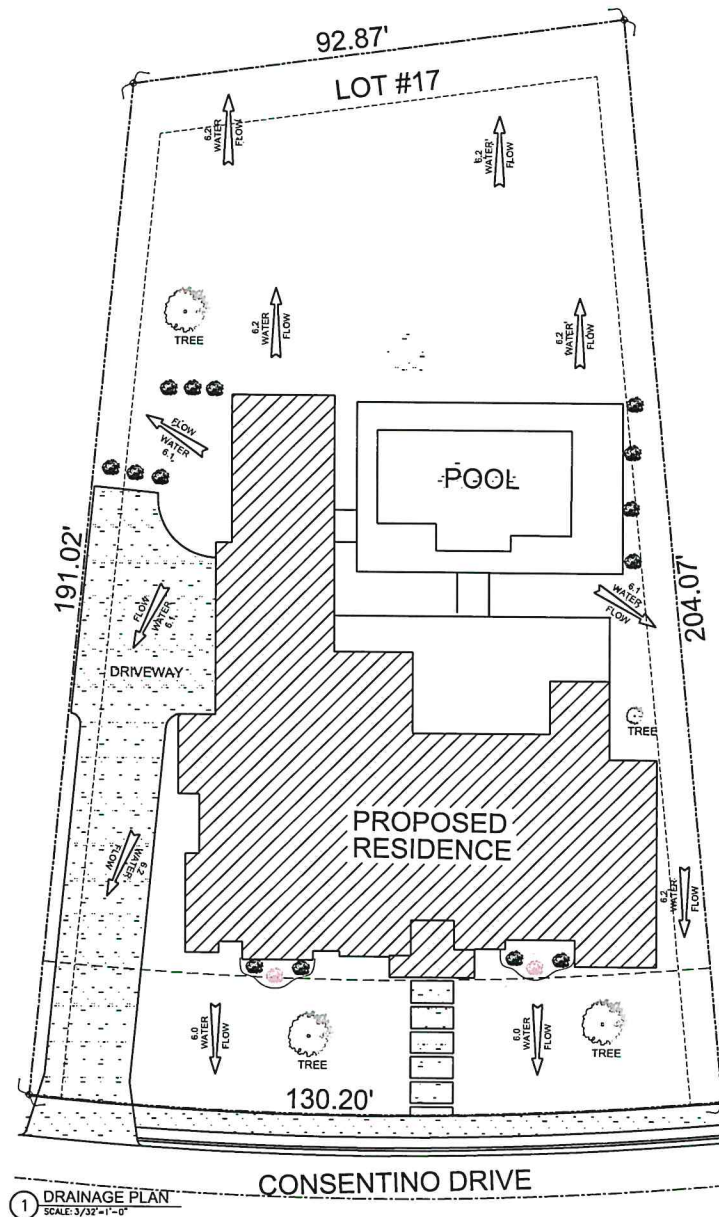 92.87'
LOT #17
6.2
WATER
FLOW
6.2
WATER'
FLOW
6.2
WATER
FLOW
6.2
WATER'
FLOW
TREE
FLOW
WATER
6.1
POOL
191.02'
204.07'
FLOW
WATER
6.1
6.1
WATER
FLOW
DRIVEWAY
TREE
PROPOSED
RESIDENCE
FLOW
WATER
6.2
6.2
WATER
FLOW
6.0
WATER
FLOW
TREE
6.0
WATER
FLOW
TREE
130.20'
CONSENTINO DRIVE
1 DRAINAGE PLAN
SCALE: 3/32"=1'-0"